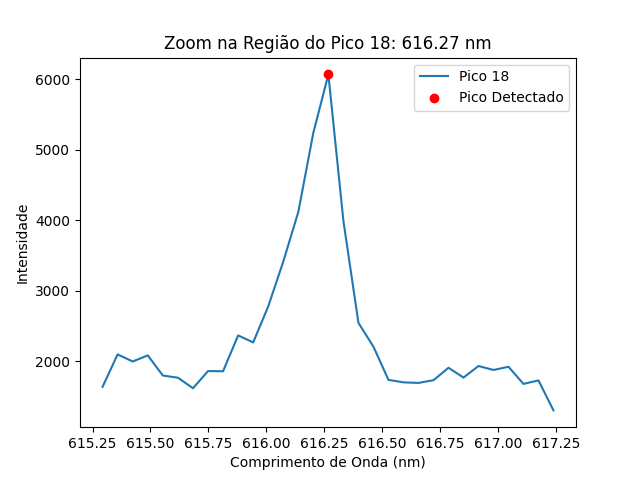 Zoom na Região do Pico 18: 616.27 nm
Pico 18
Pico Detectado
Intensidade
6000
5000
4000
3000
2000
615.25 615.50 615.75 616.00 616.25 616.50 616.75 617.00 617.25
Comprimento de Onda (nm)